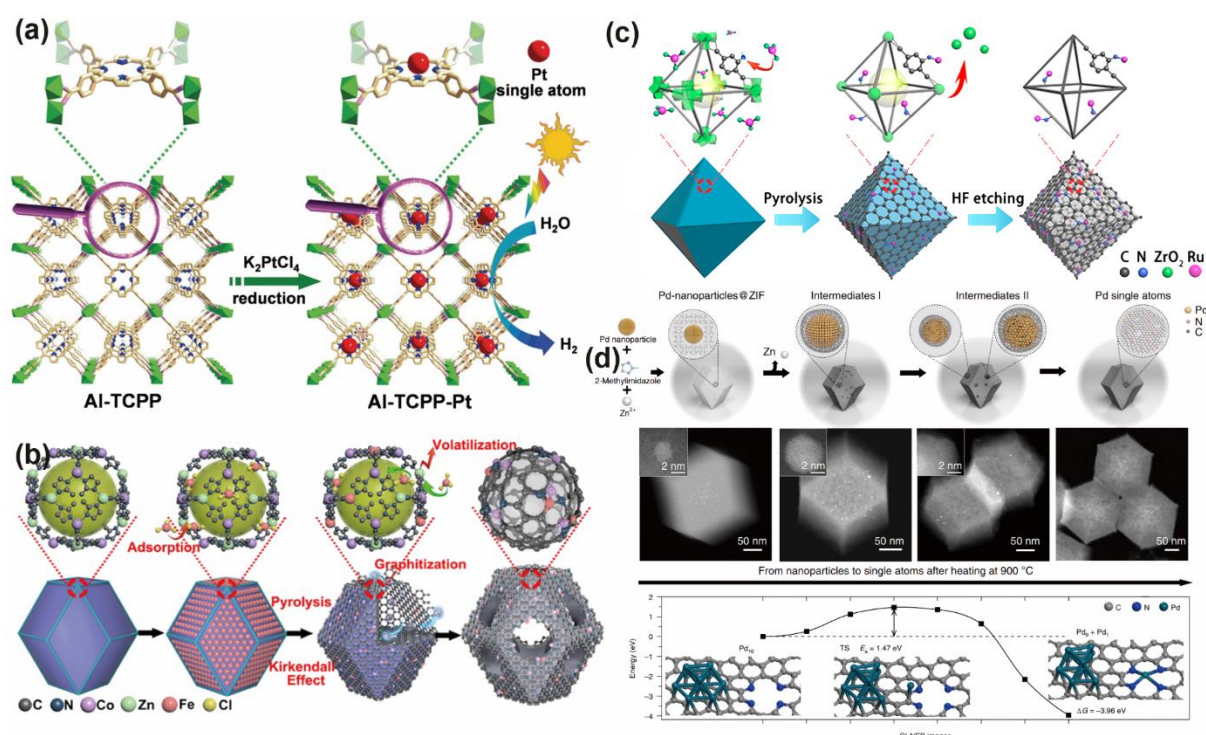 (a)
Pt
single atom
H₂O
K₂PtCl₄
reduction
H₂
Al-TCPP
Al-TCPP-Pt
(b)
Volatilization
Adsorption
Graphitization
Pyrolysis
Kirkendall
Effect
C N Co Zn Fe Cl
(c)
Pyrolysis
HF etching
C N ZrO₂ Ru
(d)
Pd-nanoparticles@ZIF
Intermediates I
Intermediates II
Pd single atoms
Pd nanoparticle
+
2-Methylimidazole
+
Zn²⁺
Zn
Pd
N
C
2 nm
50 nm
2 nm
50 nm
2 nm
50 nm
50 nm
From nanoparticles to single atoms after heating at 900 °C
Energy (eV)
2
1
0
−1
−2
−3
−4
C N Pd
Pd₁₀
TS Eₐ = 1.47 eV
Pd₉ + Pd₁
ΔG = −3.96 eV